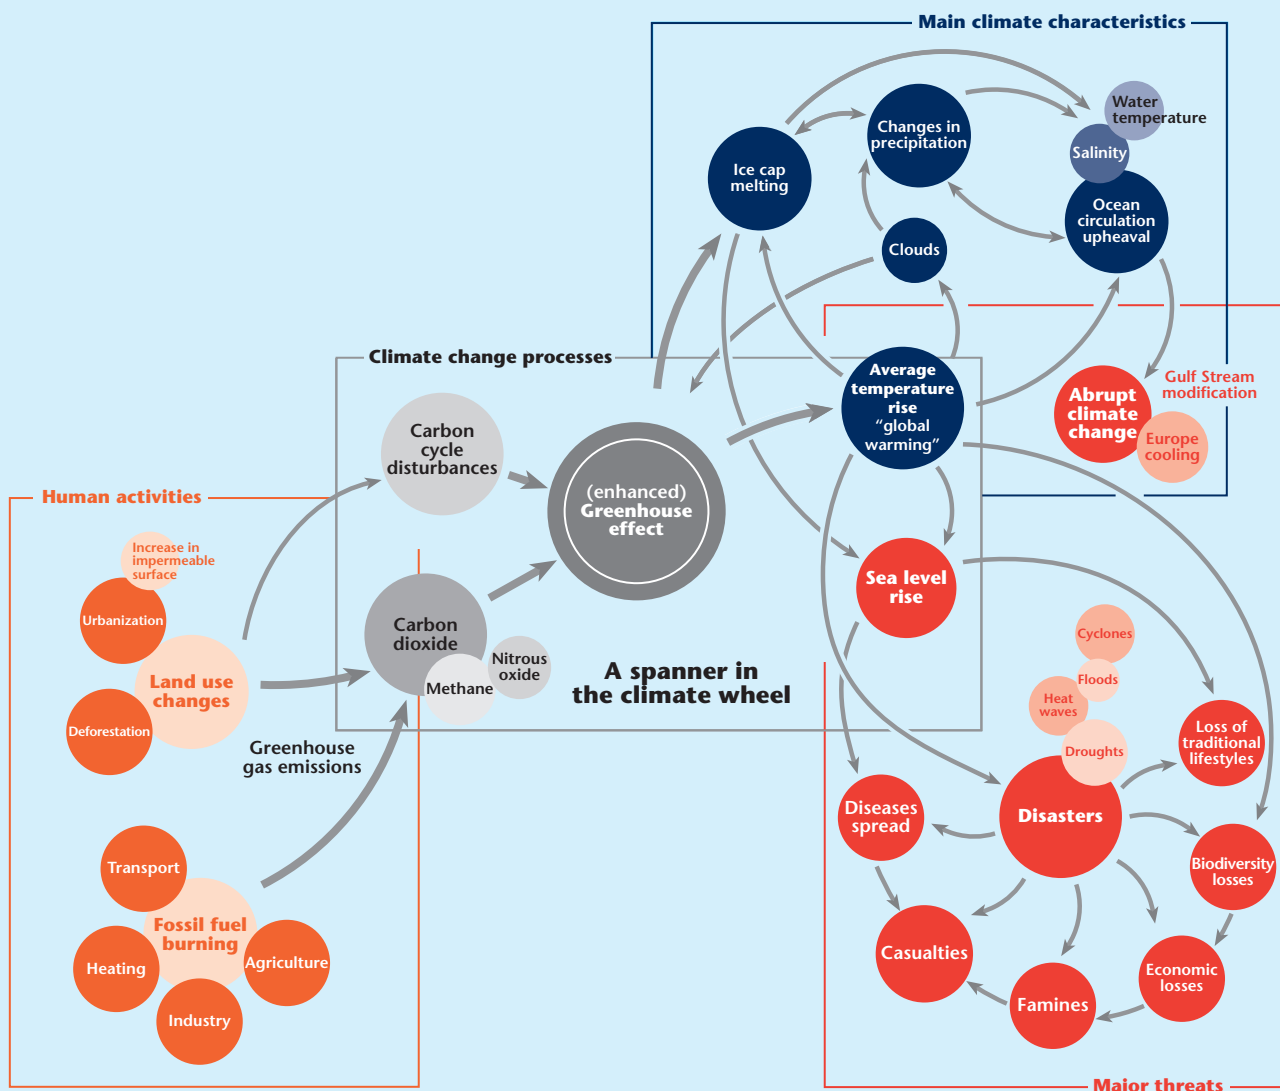 Main climate characteristics
Water
temperature
Changes in
precipitation
Salinity
Ice cap
melting
Ocean
circulation
upheaval
Clouds
Climate change processes
Average
temperature
rise
“global
warming”
Gulf Stream
modification
Abrupt
climate
change
Europe
cooling
Carbon
cycle
disturbances
(enhanced)
Greenhouse
effect
Human activities
Increase in
impermeable
surface
Urbanization
Land use
changes
Deforestation
Carbon
dioxide
Methane
Nitrous
oxide
Sea level
rise
A spanner in
the climate wheel
Greenhouse
gas emissions
Cyclones
Floods
Heat
waves
Droughts
Loss of
traditional
lifestyles
Diseases
spread
Disasters
Biodiversity
losses
Transport
Fossil fuel
burning
Heating
Agriculture
Industry
Casualties
Famines
Economic
losses
Major threats